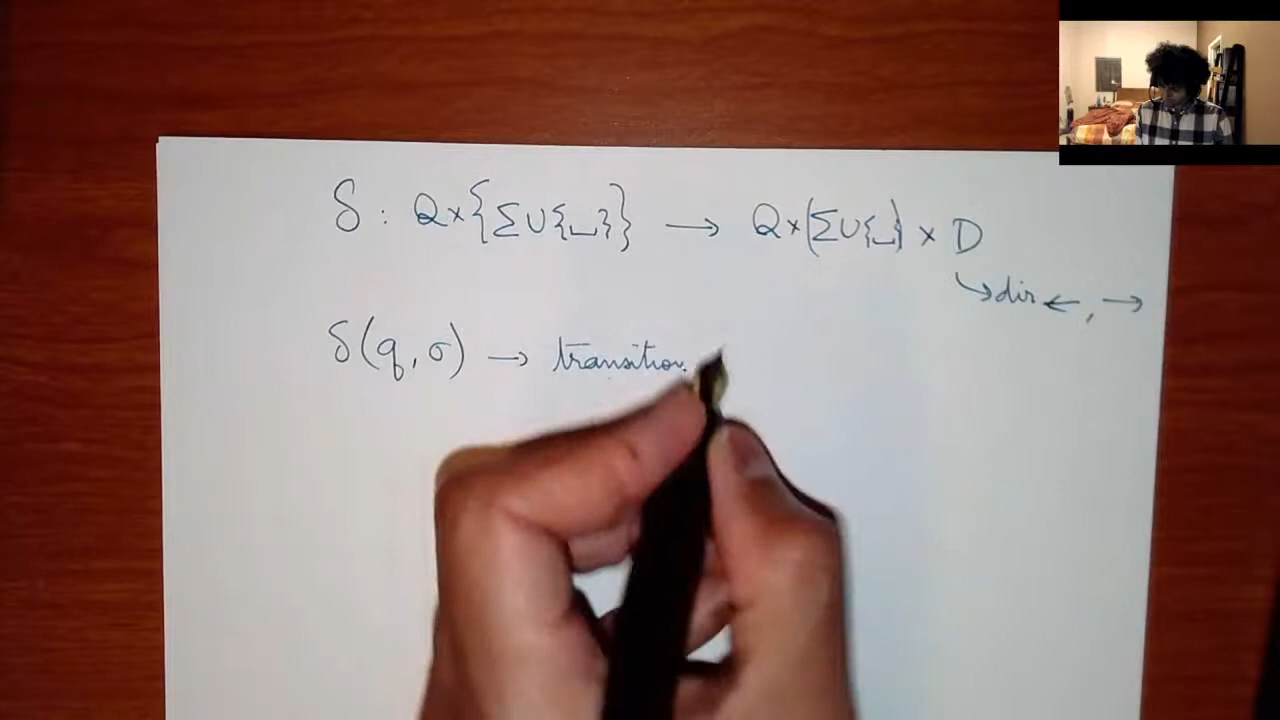 δ : Q×{Σ∪{␣}} → Q×(Σ∪{␣}) × D
↳dir ←, →
δ(q, σ) → transition